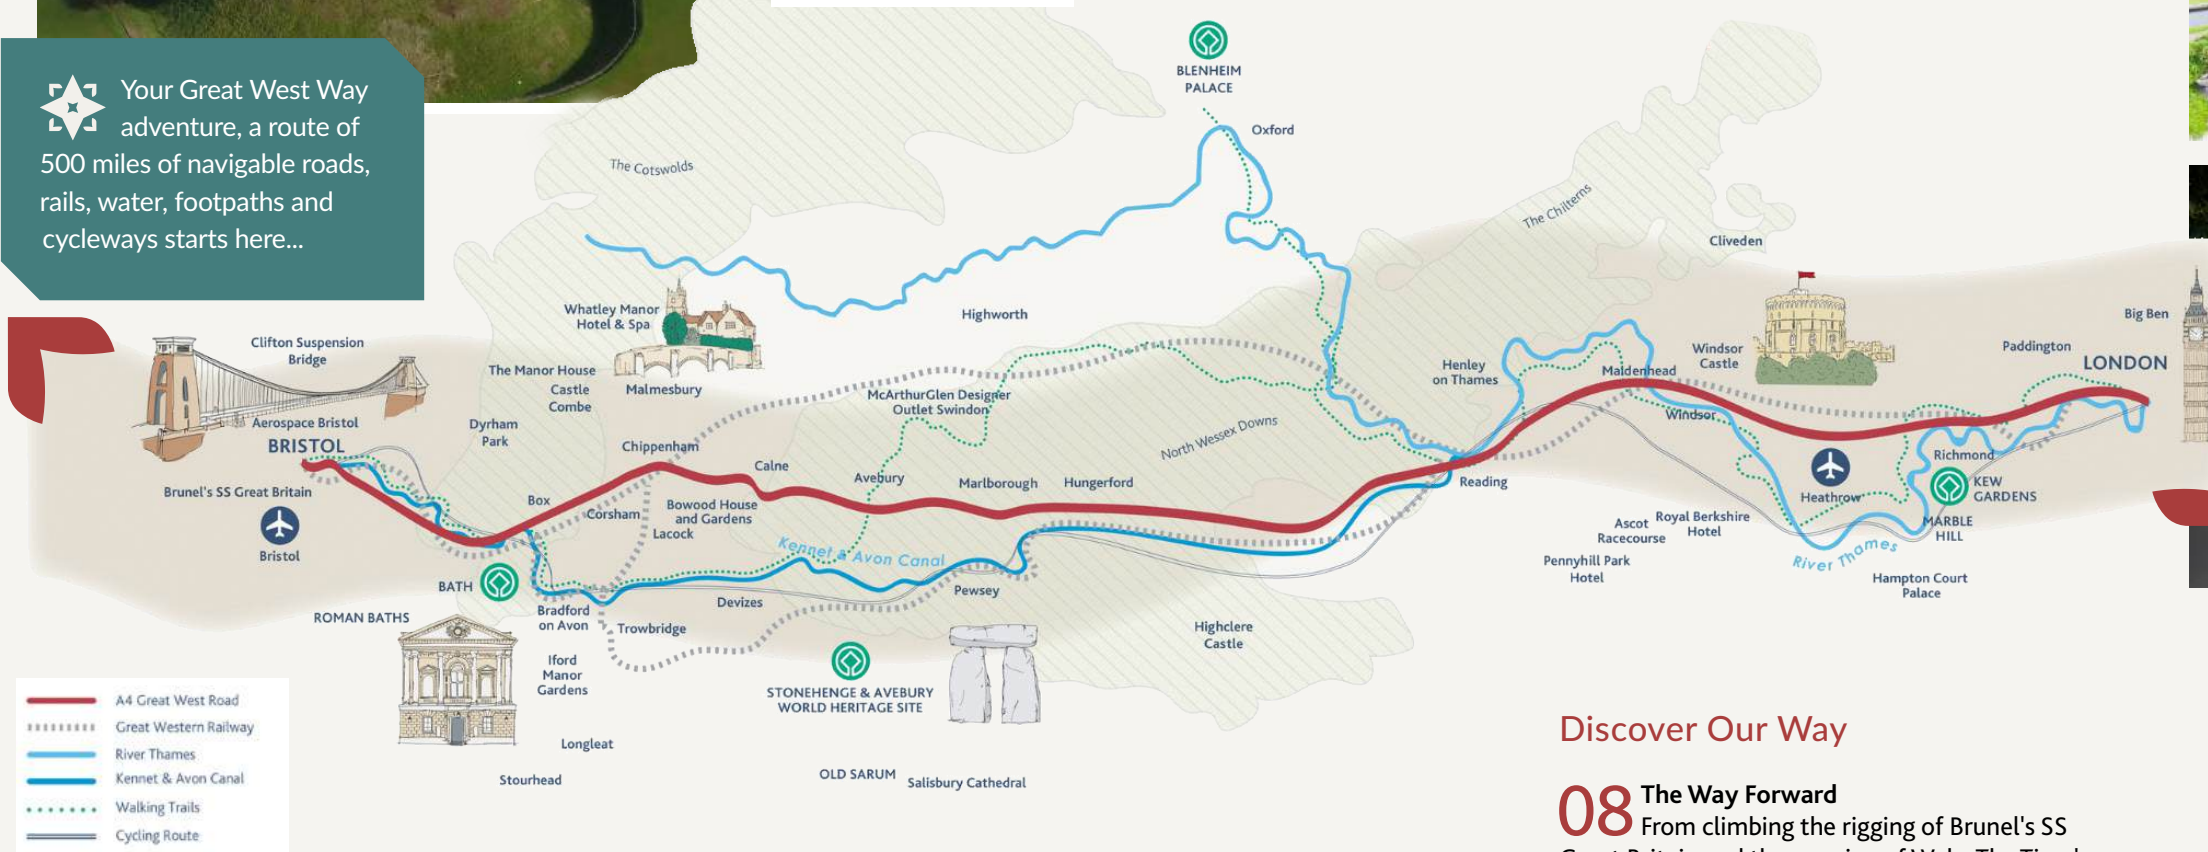 Your Great West Way
adventure, a route of
500 miles of navigable roads,
rails, water, footpaths and
cycleways starts here...
BLENHEIM
PALACE
Oxford
The Cotswolds
The Chilterns
Cliveden
Whatley Manor
Hotel & Spa
Highworth
Big Ben
Clifton Suspension
Bridge
Paddington
LONDON
Windsor
Castle
Henley
on Thames
Maidenhead
The Manor House
Castle
Combe
Malmesbury
McArthurGlen Designer
Outlet Swindon
Windsor
Aerospace Bristol
BRISTOL
Dyrham
Park
North Wessex Downs
Chippenham
Calne
Richmond
Avebury
Marlborough
Hungerford
Reading
KEW
GARDENS
Heathrow
Brunel's SS Great Britain
Box
Corsham
Bowood House
and Gardens
Lacock
Ascot
Racecourse
Royal Berkshire
Hotel
MARBLE
HILL
Bristol
Kennet & Avon Canal
River Thames
Pennyhill Park
Hotel
Hampton Court
Palace
BATH
Pewsey
Devizes
ROMAN BATHS
Bradford
on Avon
Trowbridge
Highclere
Castle
Iford
Manor
Gardens
STONEHENGE & AVEBURY
WORLD HERITAGE SITE
Longleat
Stourhead
OLD SARUM
Salisbury Cathedral
A4 Great West Road
Great Western Railway
River Thames
Kennet & Avon Canal
Walking Trails
Cycling Route
Discover Our Way
08 The Way Forward
From climbing the rigging of Brunel's SS